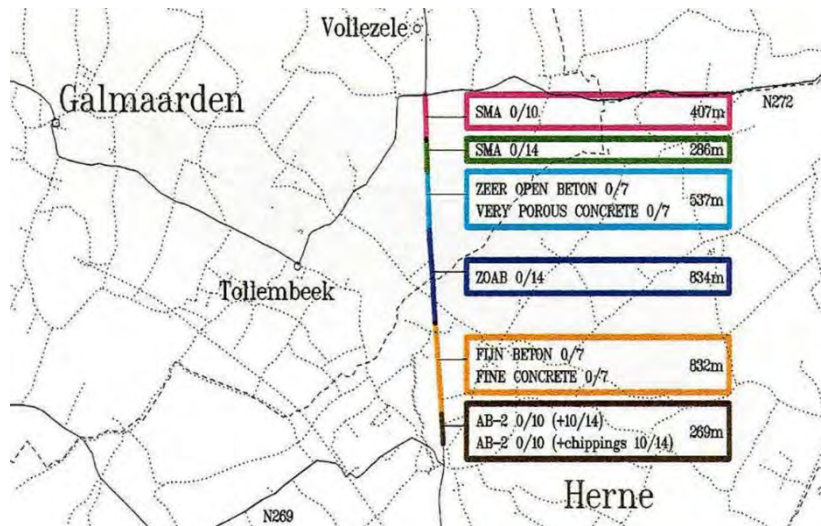 Vollezele
Galmaarden
N272
SMA 0/10 407m
SMA 0/14 286m
ZEER OPEN BETON 0/7
VERY POROUS CONCRETE 0/7
537m
Tollembeek
ZOAB 0/14 834m
FIJN BETON 0/7
FINE CONCRETE 0/7
832m
AB-2 0/10 (+10/14)
AB-2 0/10 (+chippings 10/14)
269m
Herne
N269